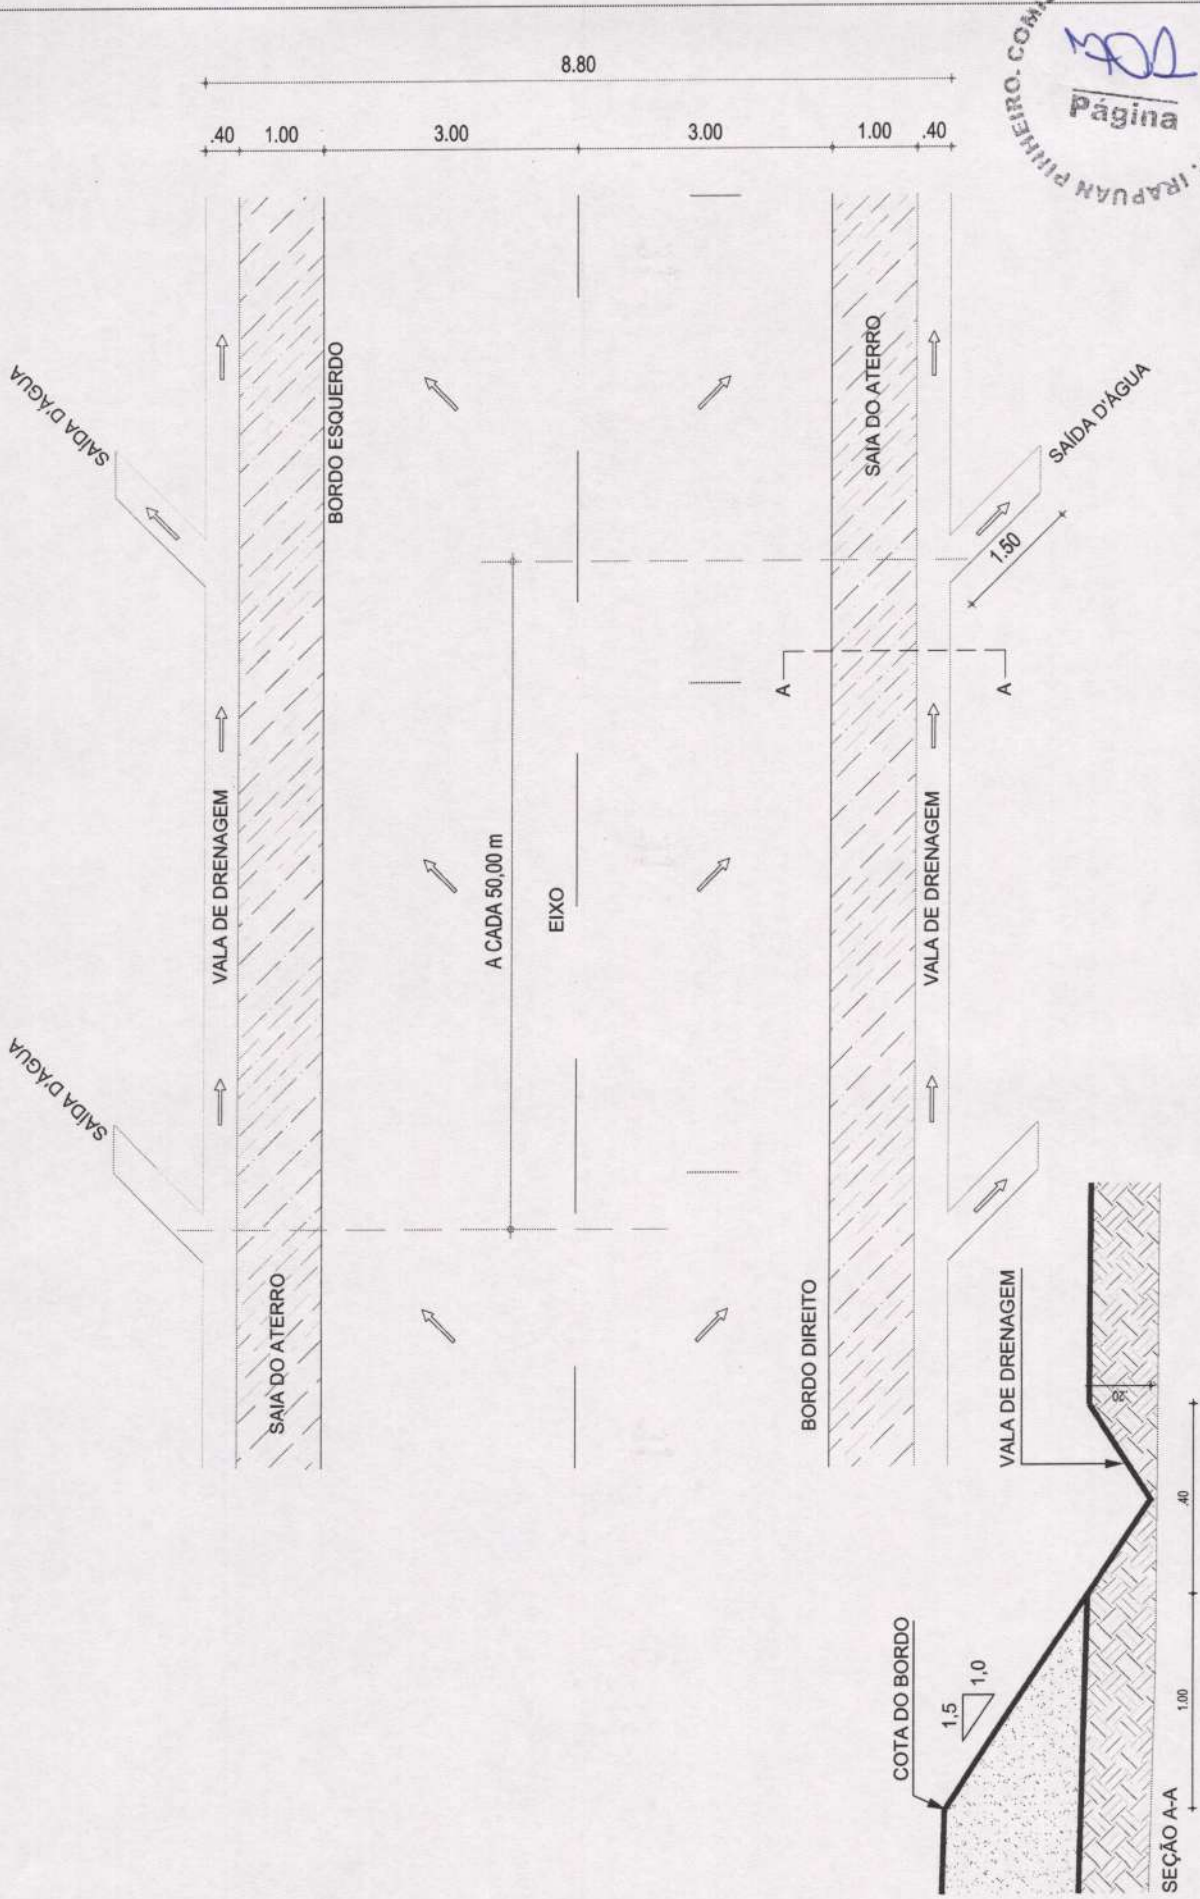 8.80
.40
1.00
3.00
3.00
1.00
.40
Página
IRAPUAN PINHEIRO.
SAÍDA D'ÁGUA
BORDO ESQUERDO
SAIA DO ATERRO
SAÍDA D'ÁGUA
1.50
A
A
VALA DE DRENAGEM
A CADA 50,00 m
EIXO
VALA DE DRENAGEM
SAÍDA D'ÁGUA
SAIA DO ATERRO
BORDO DIREITO
VALA DE DRENAGEM
.20
.40
COTA DO BORDO
1,5
1,0
1.00
SEÇÃO A-A